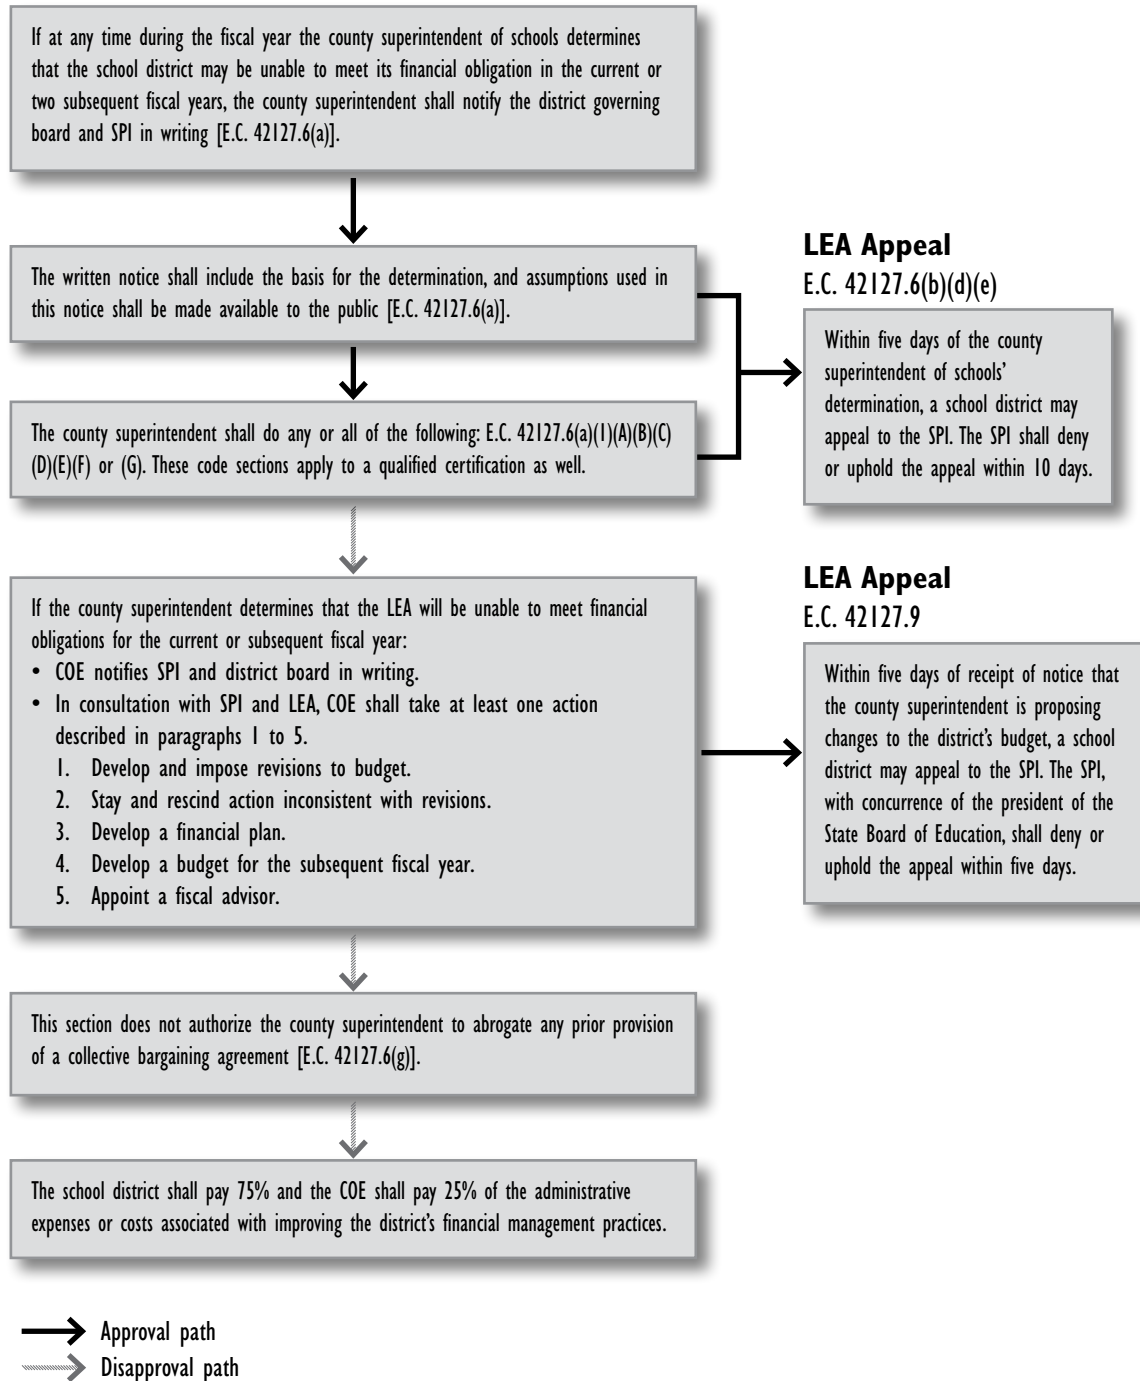 If at any time during the fiscal year the county superintendent of schools determines
that the school district may be unable to meet its financial obligation in the current or
two subsequent fiscal years, the county superintendent shall notify the district governing
board and SPI in writing [E.C. 42127.6(a)].
The written notice shall include the basis for the determination, and assumptions used in
this notice shall be made available to the public [E.C. 42127.6(a)].
The county superintendent shall do any or all of the following: E.C. 42127.6(a)(1)(A)(B)(C)
(D)(E)(F) or (G). These code sections apply to a qualified certification as well.
LEA Appeal
E.C. 42127.6(b)(d)(e)
Within five days of the county
superintendent of schools’
determination, a school district may
appeal to the SPI. The SPI shall deny
or uphold the appeal within 10 days.
If the county superintendent determines that the LEA will be unable to meet financial
obligations for the current or subsequent fiscal year:
• COE notifies SPI and district board in writing.
• In consultation with SPI and LEA, COE shall take at least one action
described in paragraphs 1 to 5.
1. Develop and impose revisions to budget.
2. Stay and rescind action inconsistent with revisions.
3. Develop a financial plan.
4. Develop a budget for the subsequent fiscal year.
5. Appoint a fiscal advisor.
LEA Appeal
E.C. 42127.9
Within five days of receipt of notice that
the county superintendent is proposing
changes to the district’s budget, a school
district may appeal to the SPI. The SPI,
with concurrence of the president of the
State Board of Education, shall deny or
uphold the appeal within five days.
This section does not authorize the county superintendent to abrogate any prior provision
of a collective bargaining agreement [E.C. 42127.6(g)].
The school district shall pay 75% and the COE shall pay 25% of the administrative
expenses or costs associated with improving the district’s financial management practices.
Approval path
Disapproval path